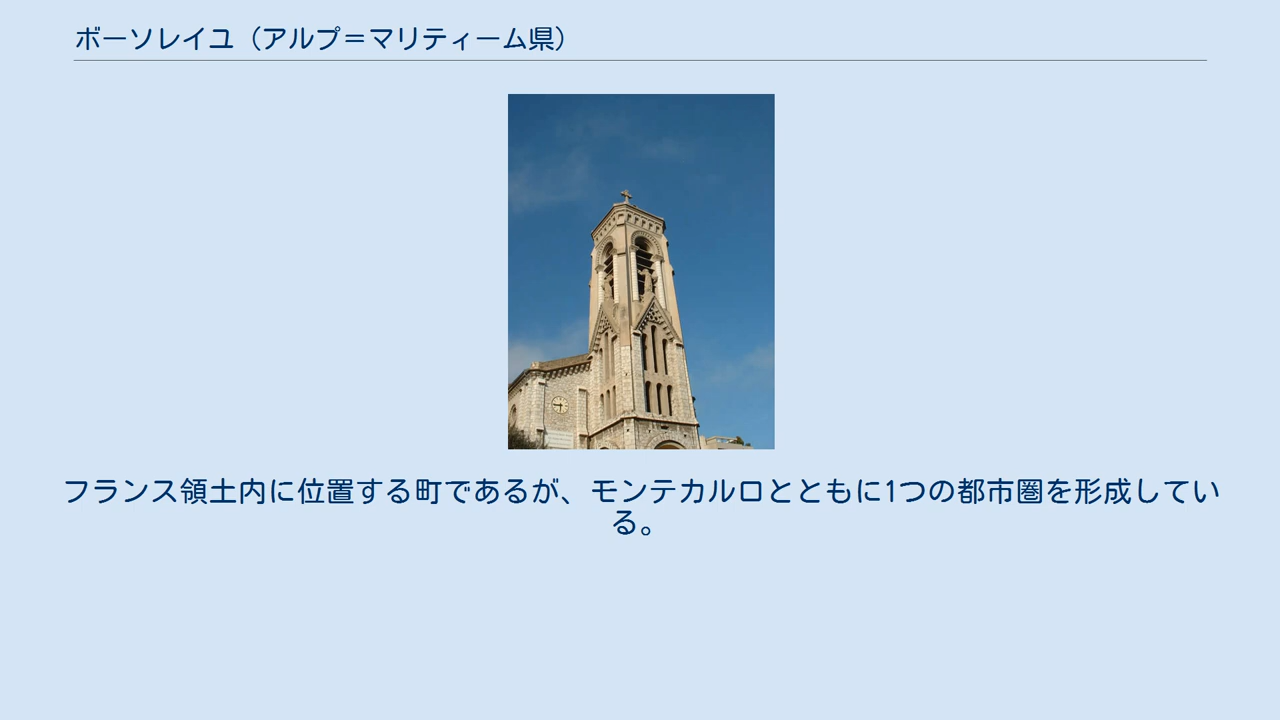 ボーソレイユ（アルプ＝マリティーム県）
フランス領土内に位置する町であるが、モンテカルロとともに1つの都市圏を形成してい
る。